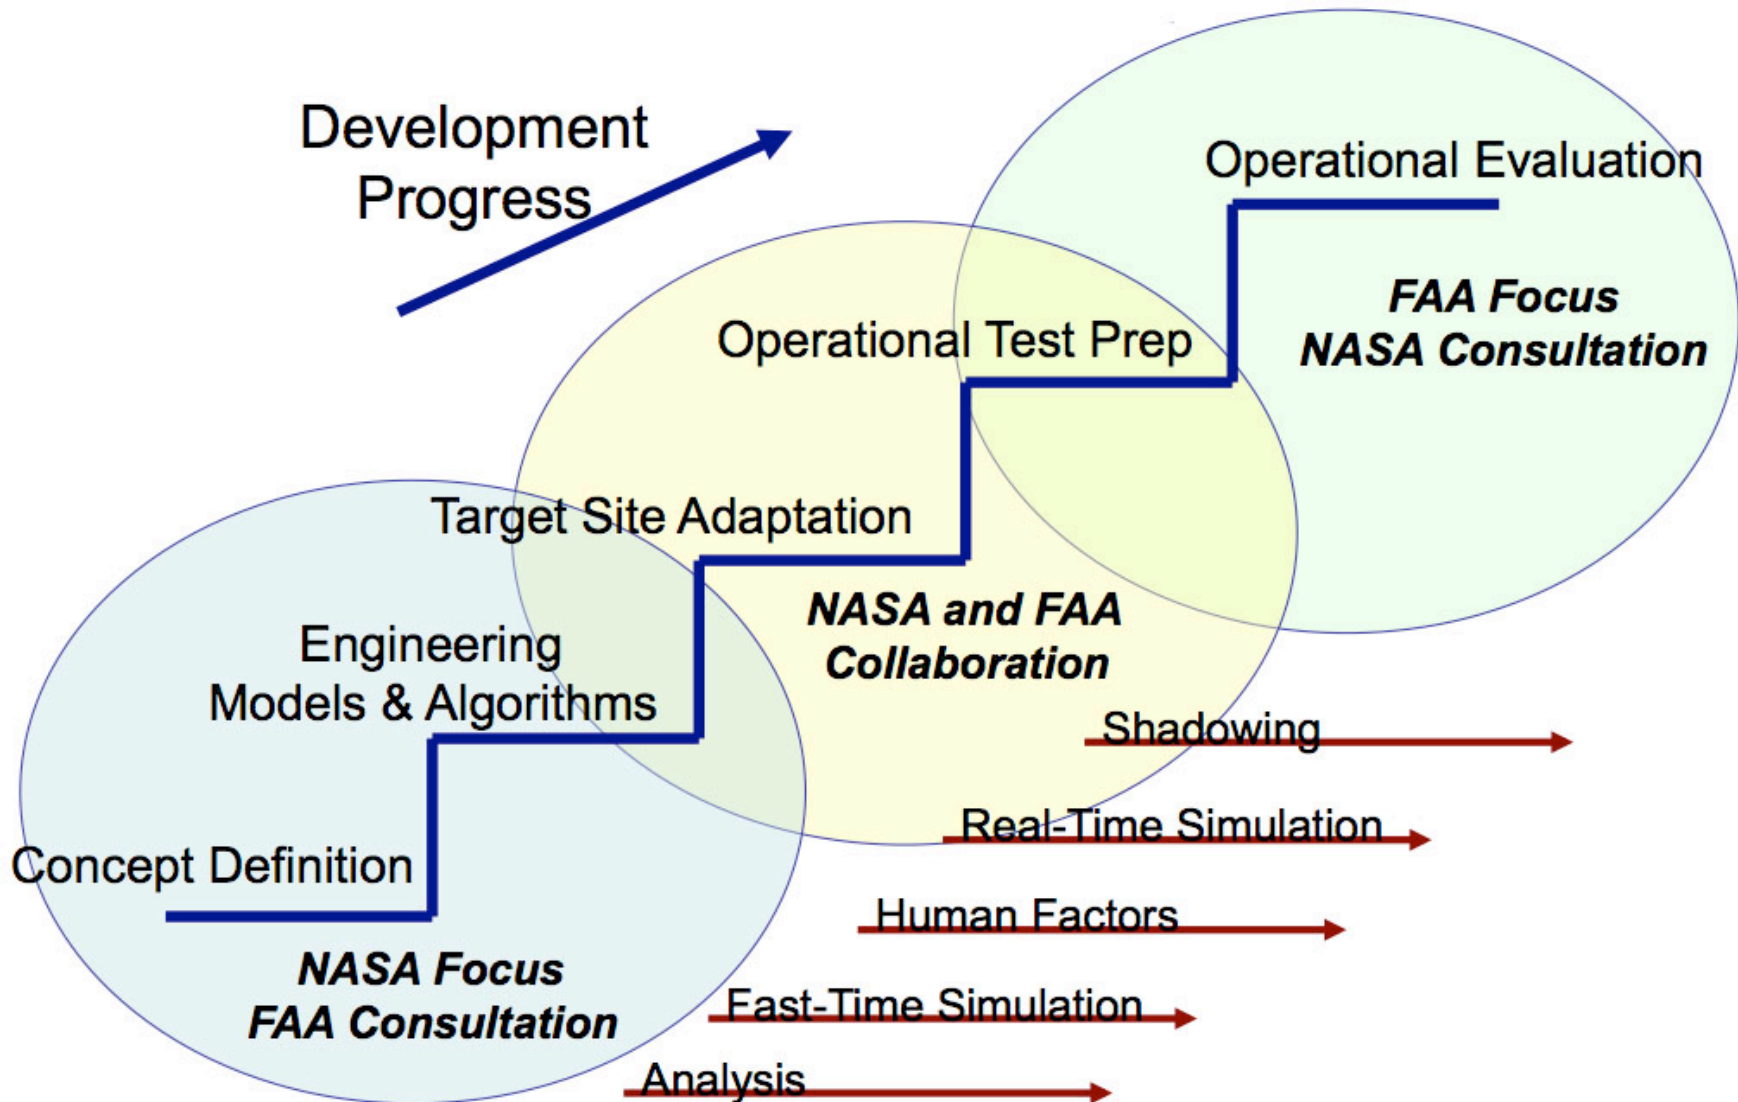 Development
Progress
Operational Evaluation
FAA Focus
NASA Consultation
Operational Test Prep
Target Site Adaptation
NASA and FAA
Collaboration
Engineering
Models & Algorithms
Shadowing
Real-Time Simulation
Concept Definition
Human Factors
NASA Focus
FAA Consultation
Fast-Time Simulation
Analysis